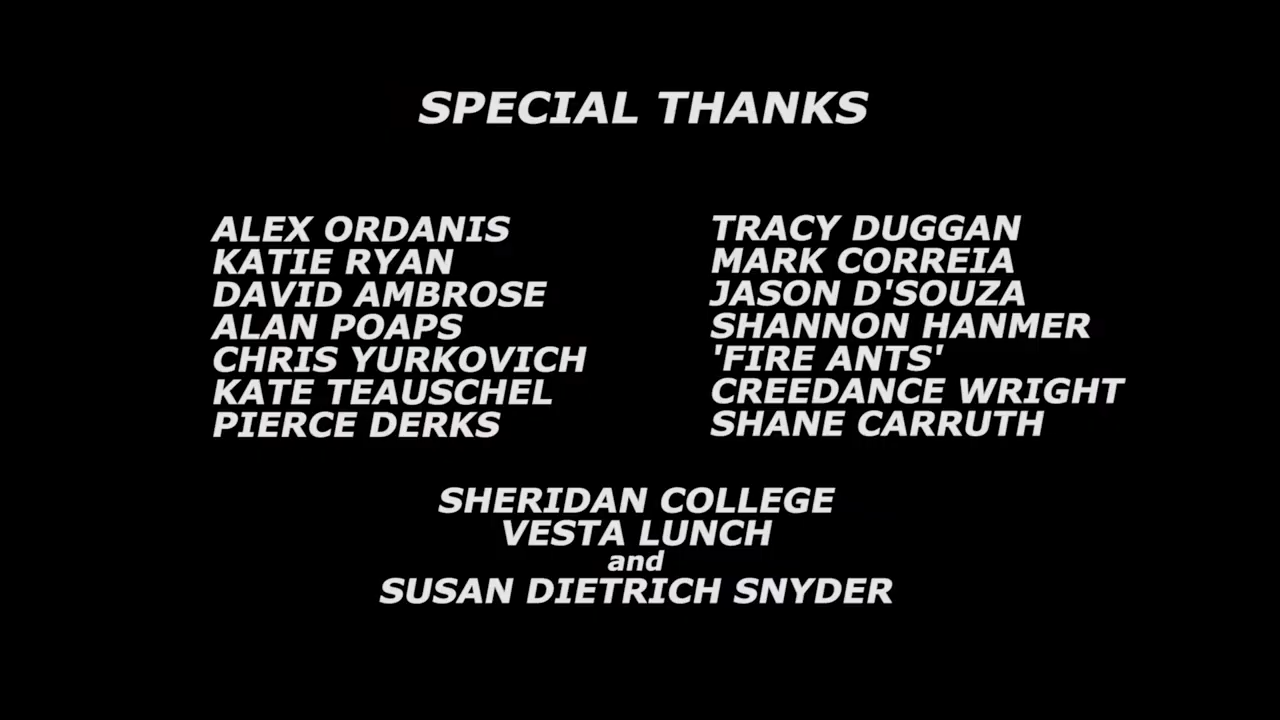 SPECIAL THANKS
ALEX ORDANIS
KATIE RYAN
DAVID AMBROSE
ALAN POAPS
CHRIS YURKOVICH
KATE TEAUSCHEL
PIERCE DERKS
TRACY DUGGAN
MARK CORREIA
JASON D'SOUZA
SHANNON HANMER
'FIRE ANTS'
CREEDANCE WRIGHT
SHANE CARRUTH
SHERIDAN COLLEGE
VESTA LUNCH
and
SUSAN DIETRICH SNYDER